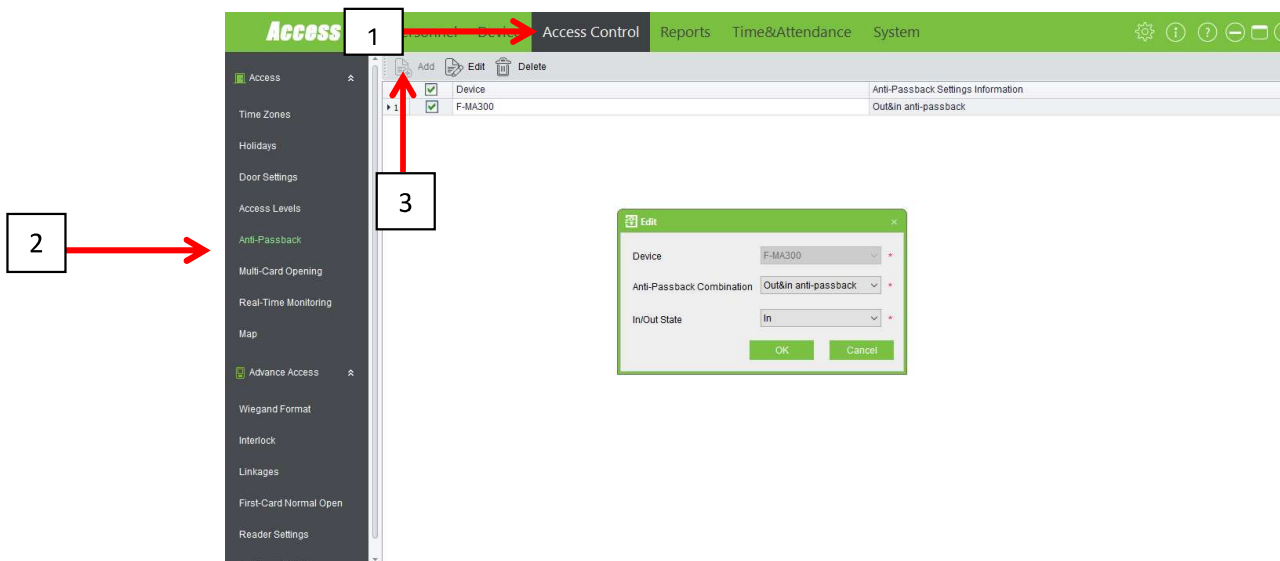 Access
1
Personnel Device Access Control Reports Time&Attendance System
Access
Time Zones
Holidays
Door Settings
Access Levels
2
Anti-Passback
Multi-Card Opening
Real-Time Monitoring
Map
Advance Access
Wiegand Format
Interlock
Linkages
First-Card Normal Open
Reader Settings
Add Edit Delete
Device Anti-Passback Settings Information
1 F-MA300 Out&in anti-passback
3
Edit
Device F-MA300 *
Anti-Passback Combination Out&in anti-passback *
In/Out State In *
OK Cancel